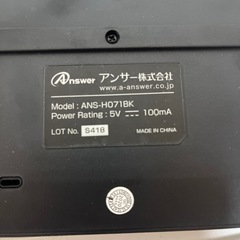 Answer アンサー株式会社
www.a-answer.co.jp
Model: ANS-H071BK
Power Rating: 5V ⎓ 100mA
LOT No. S41B MADE IN CHINA